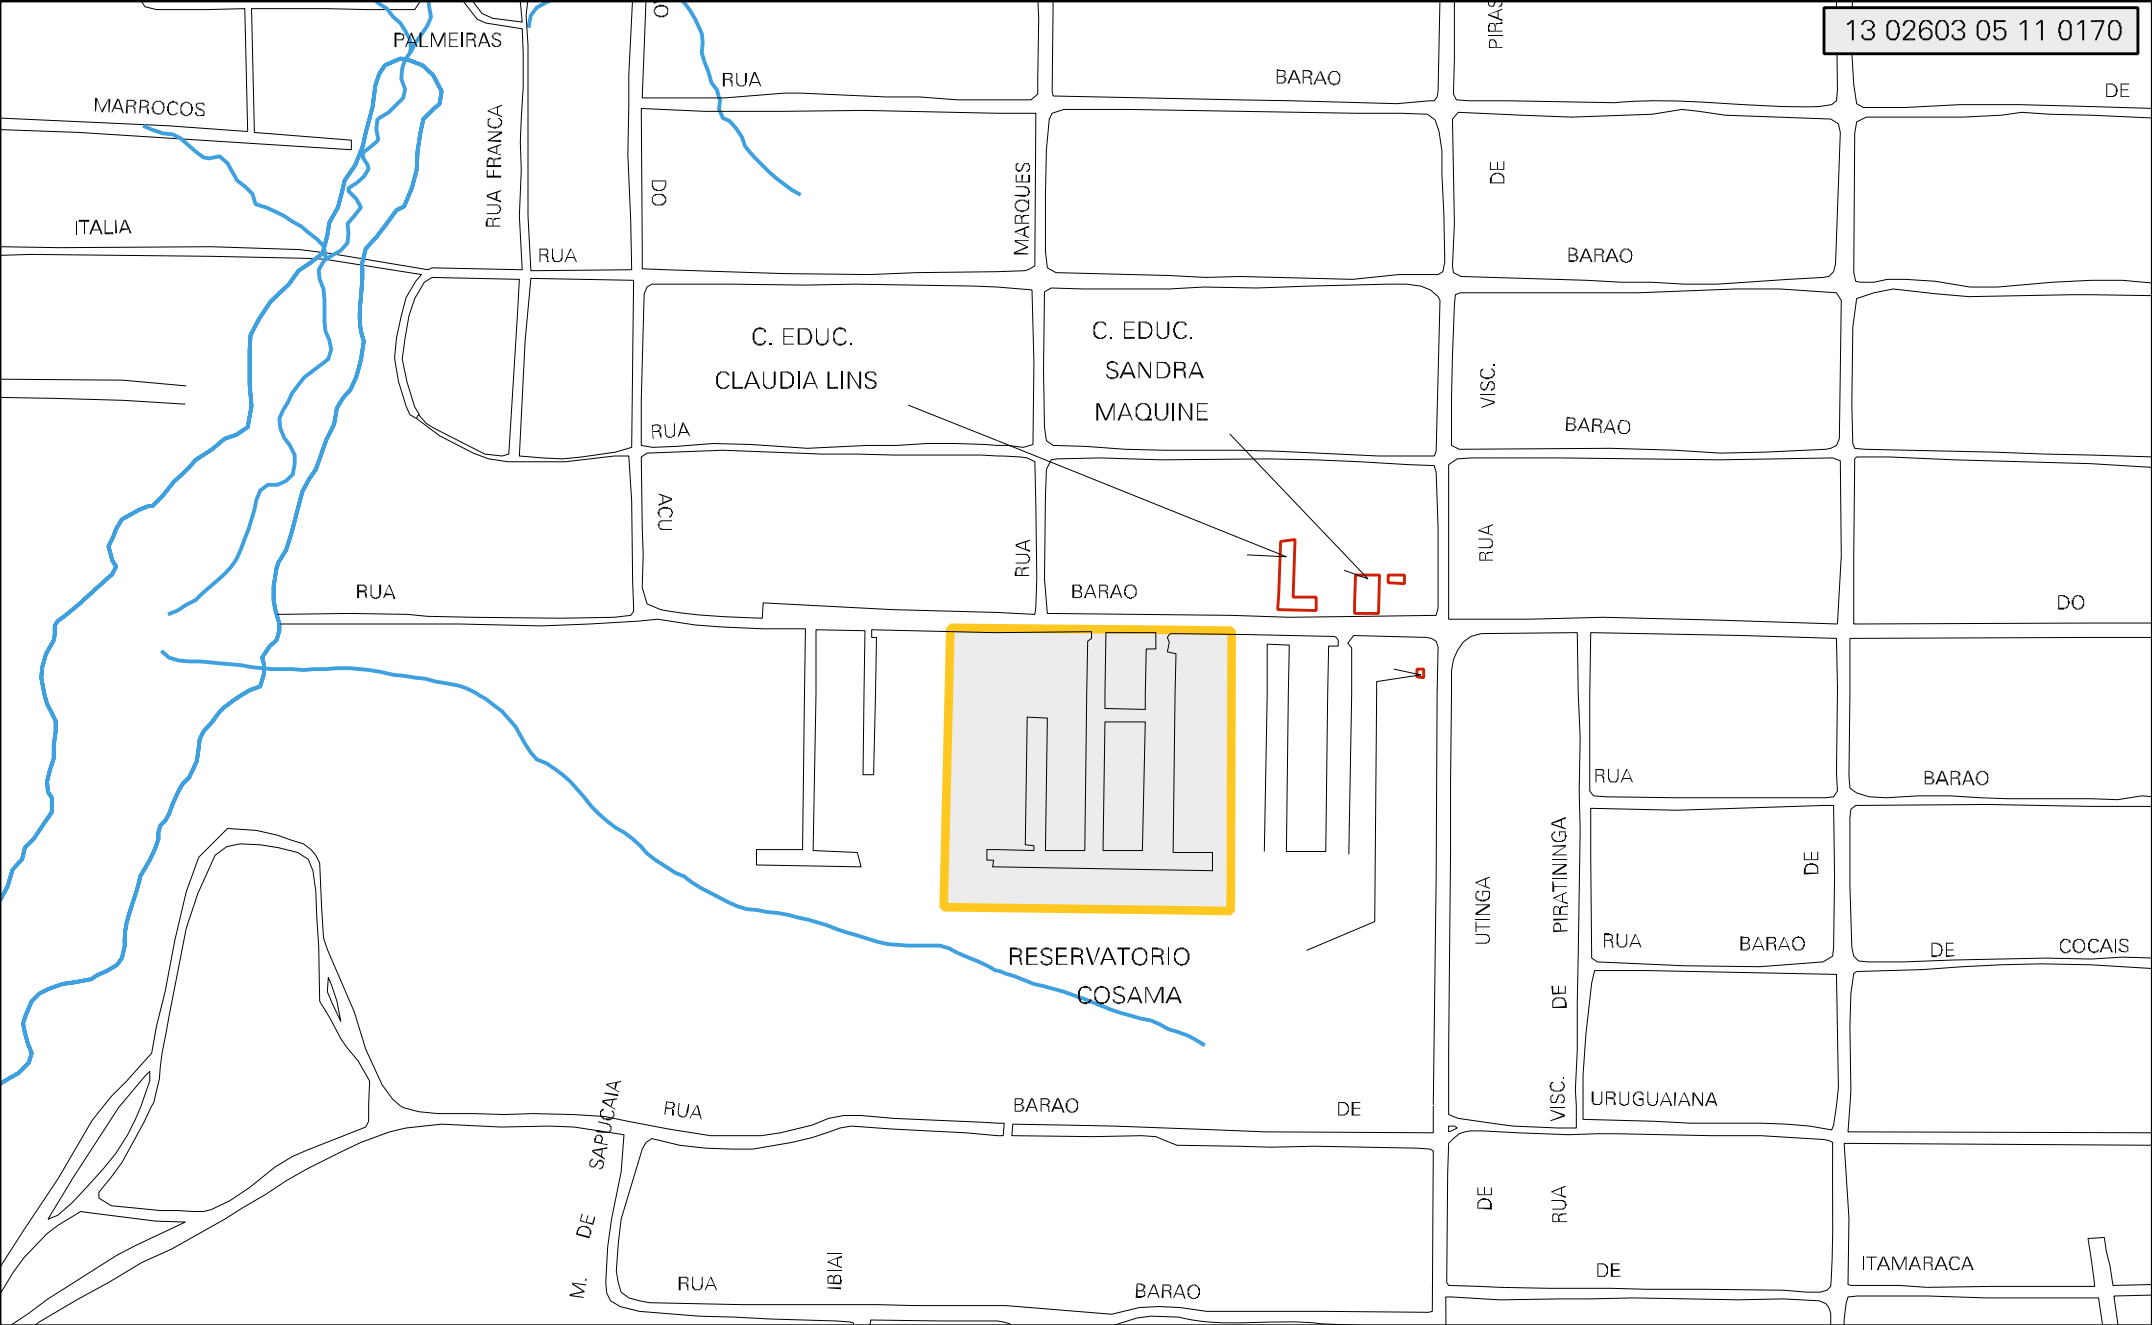 13 02603 05 11 0170
PALMEIRAS
RUA
BARAO
DE
MARROCOS
RUA FRANCA
DO
MARQUES
DE
ITALIA
RUA
BARAO
C. EDUC.
CLAUDIA LINS
C. EDUC.
SANDRA
MAQUINE
VISC.
RUA
BARAO
ACU
RUA
RUA
RUA
BARAO
DO
RUA
BARAO
UTINGA
PIRATININGA
DE
RUA
BARAO
DE
COCAIS
RESERVATORIO
COSAMA
DE
VISC.
URUGUAIANA
SAPUCAIA
RUA
BARAO
DE
DE
RUA
DE
M.
RUA
IBIAI
BARAO
DE
ITAMARACA